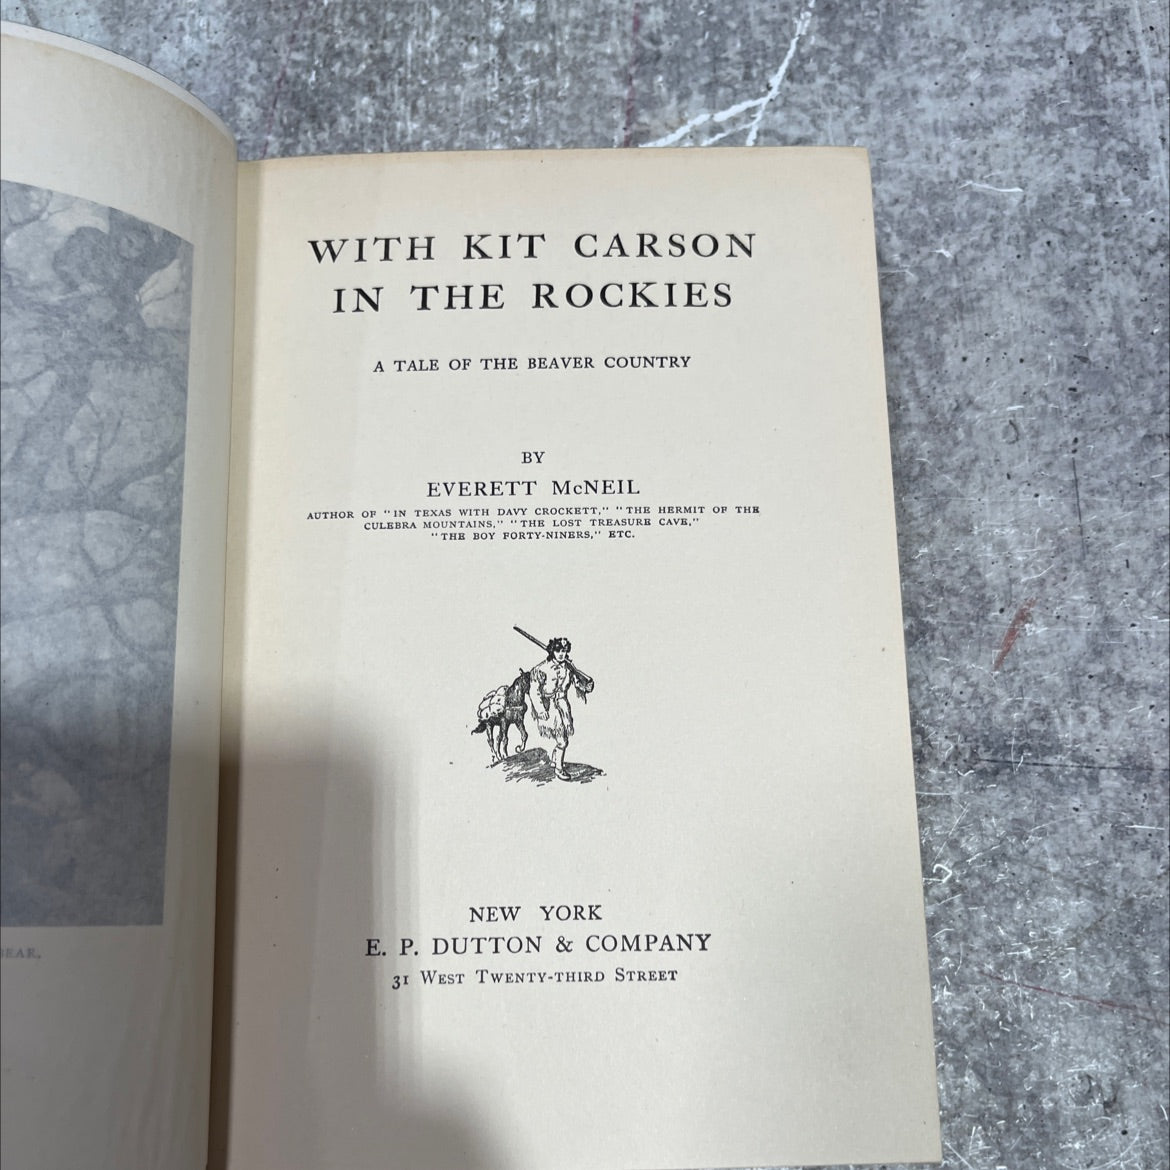 WITH KIT CARSON
IN THE ROCKIES
A TALE OF THE BEAVER COUNTRY
BY
EVERETT McNEIL
AUTHOR OF "IN TEXAS WITH DAVY CROCKETT," "THE HERMIT OF THE
CULEBRA MOUNTAINS," "THE LOST TREASURE CAVE,"
"THE BOY FORTY-NINERS," ETC.
NEW YORK
E. P. DUTTON & COMPANY
31 WEST TWENTY-THIRD STREET
BEAR.